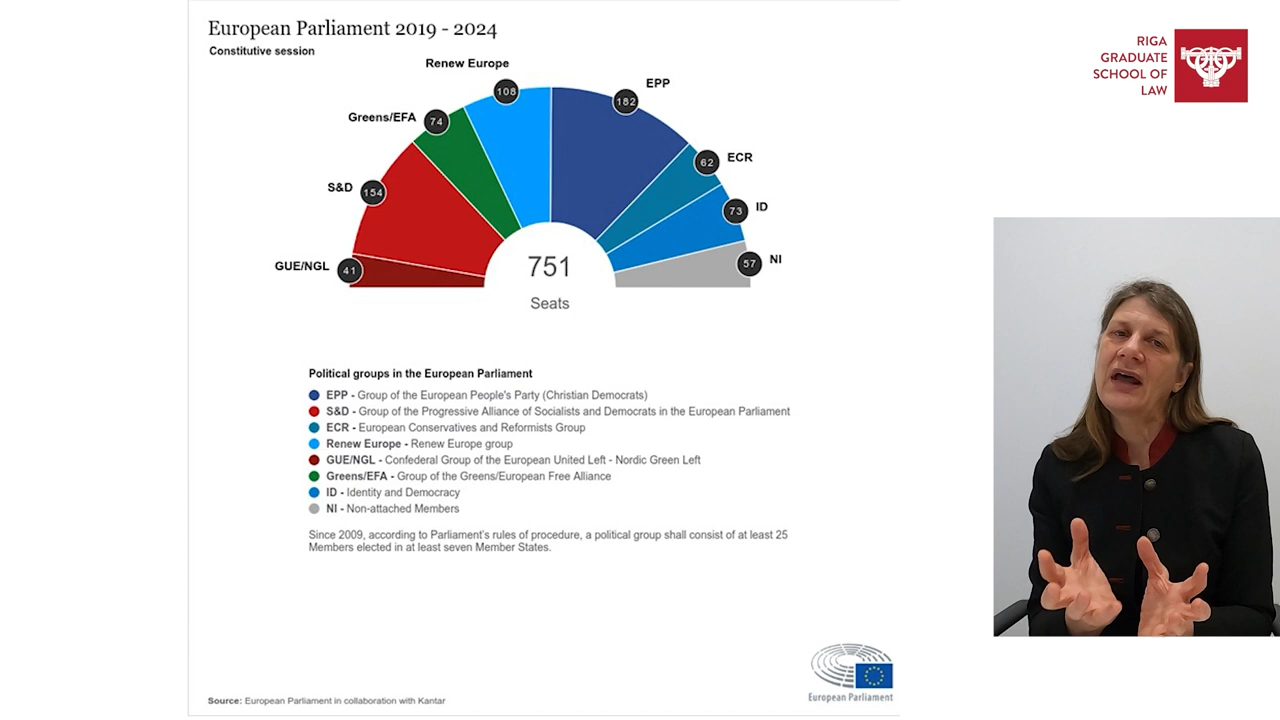 European Parliament 2019 - 2024
Constitutive session
RIGA
GRADUATE
SCHOOL OF
LAW
Renew Europe
108
EPP
182
Greens/EFA
74
ECR
62
S&D
154
ID
73
GUE/NGL
41
NI
57
751
Seats
Political groups in the European Parliament
EPP - Group of the European People's Party (Christian Democrats)
S&D - Group of the Progressive Alliance of Socialists and Democrats in the European Parliament
ECR - European Conservatives and Reformists Group
Renew Europe - Renew Europe group
GUE/NGL - Confederal Group of the European United Left - Nordic Green Left
Greens/EFA - Group of the Greens/European Free Alliance
ID - Identity and Democracy
NI - Non-attached Members
Since 2009, according to Parliament's rules of procedure, a political group shall consist of at least 25
Members elected in at least seven Member States.
European Parliament
Source: European Parliament in collaboration with Kantar